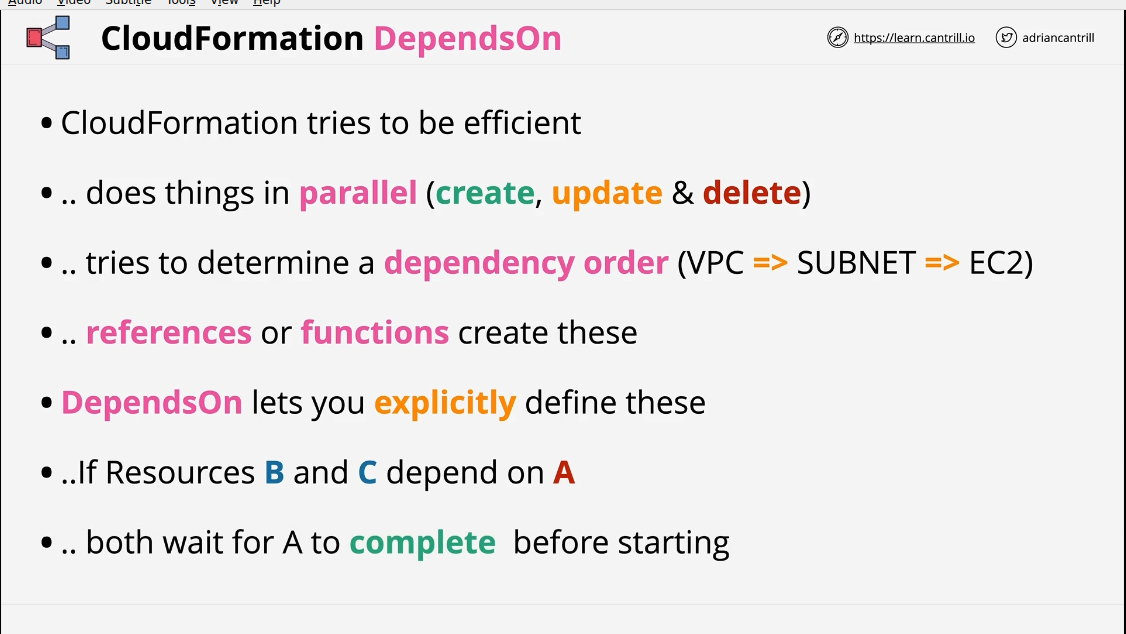 Audio Video Subtitle Tools View Help
CloudFormation DependsOn
https://learn.cantrill.io adriancantrill
• CloudFormation tries to be efficient
• .. does things in parallel (create, update & delete)
• .. tries to determine a dependency order (VPC => SUBNET => EC2)
• .. references or functions create these
• DependsOn lets you explicitly define these
• ..If Resources B and C depend on A
• .. both wait for A to complete before starting